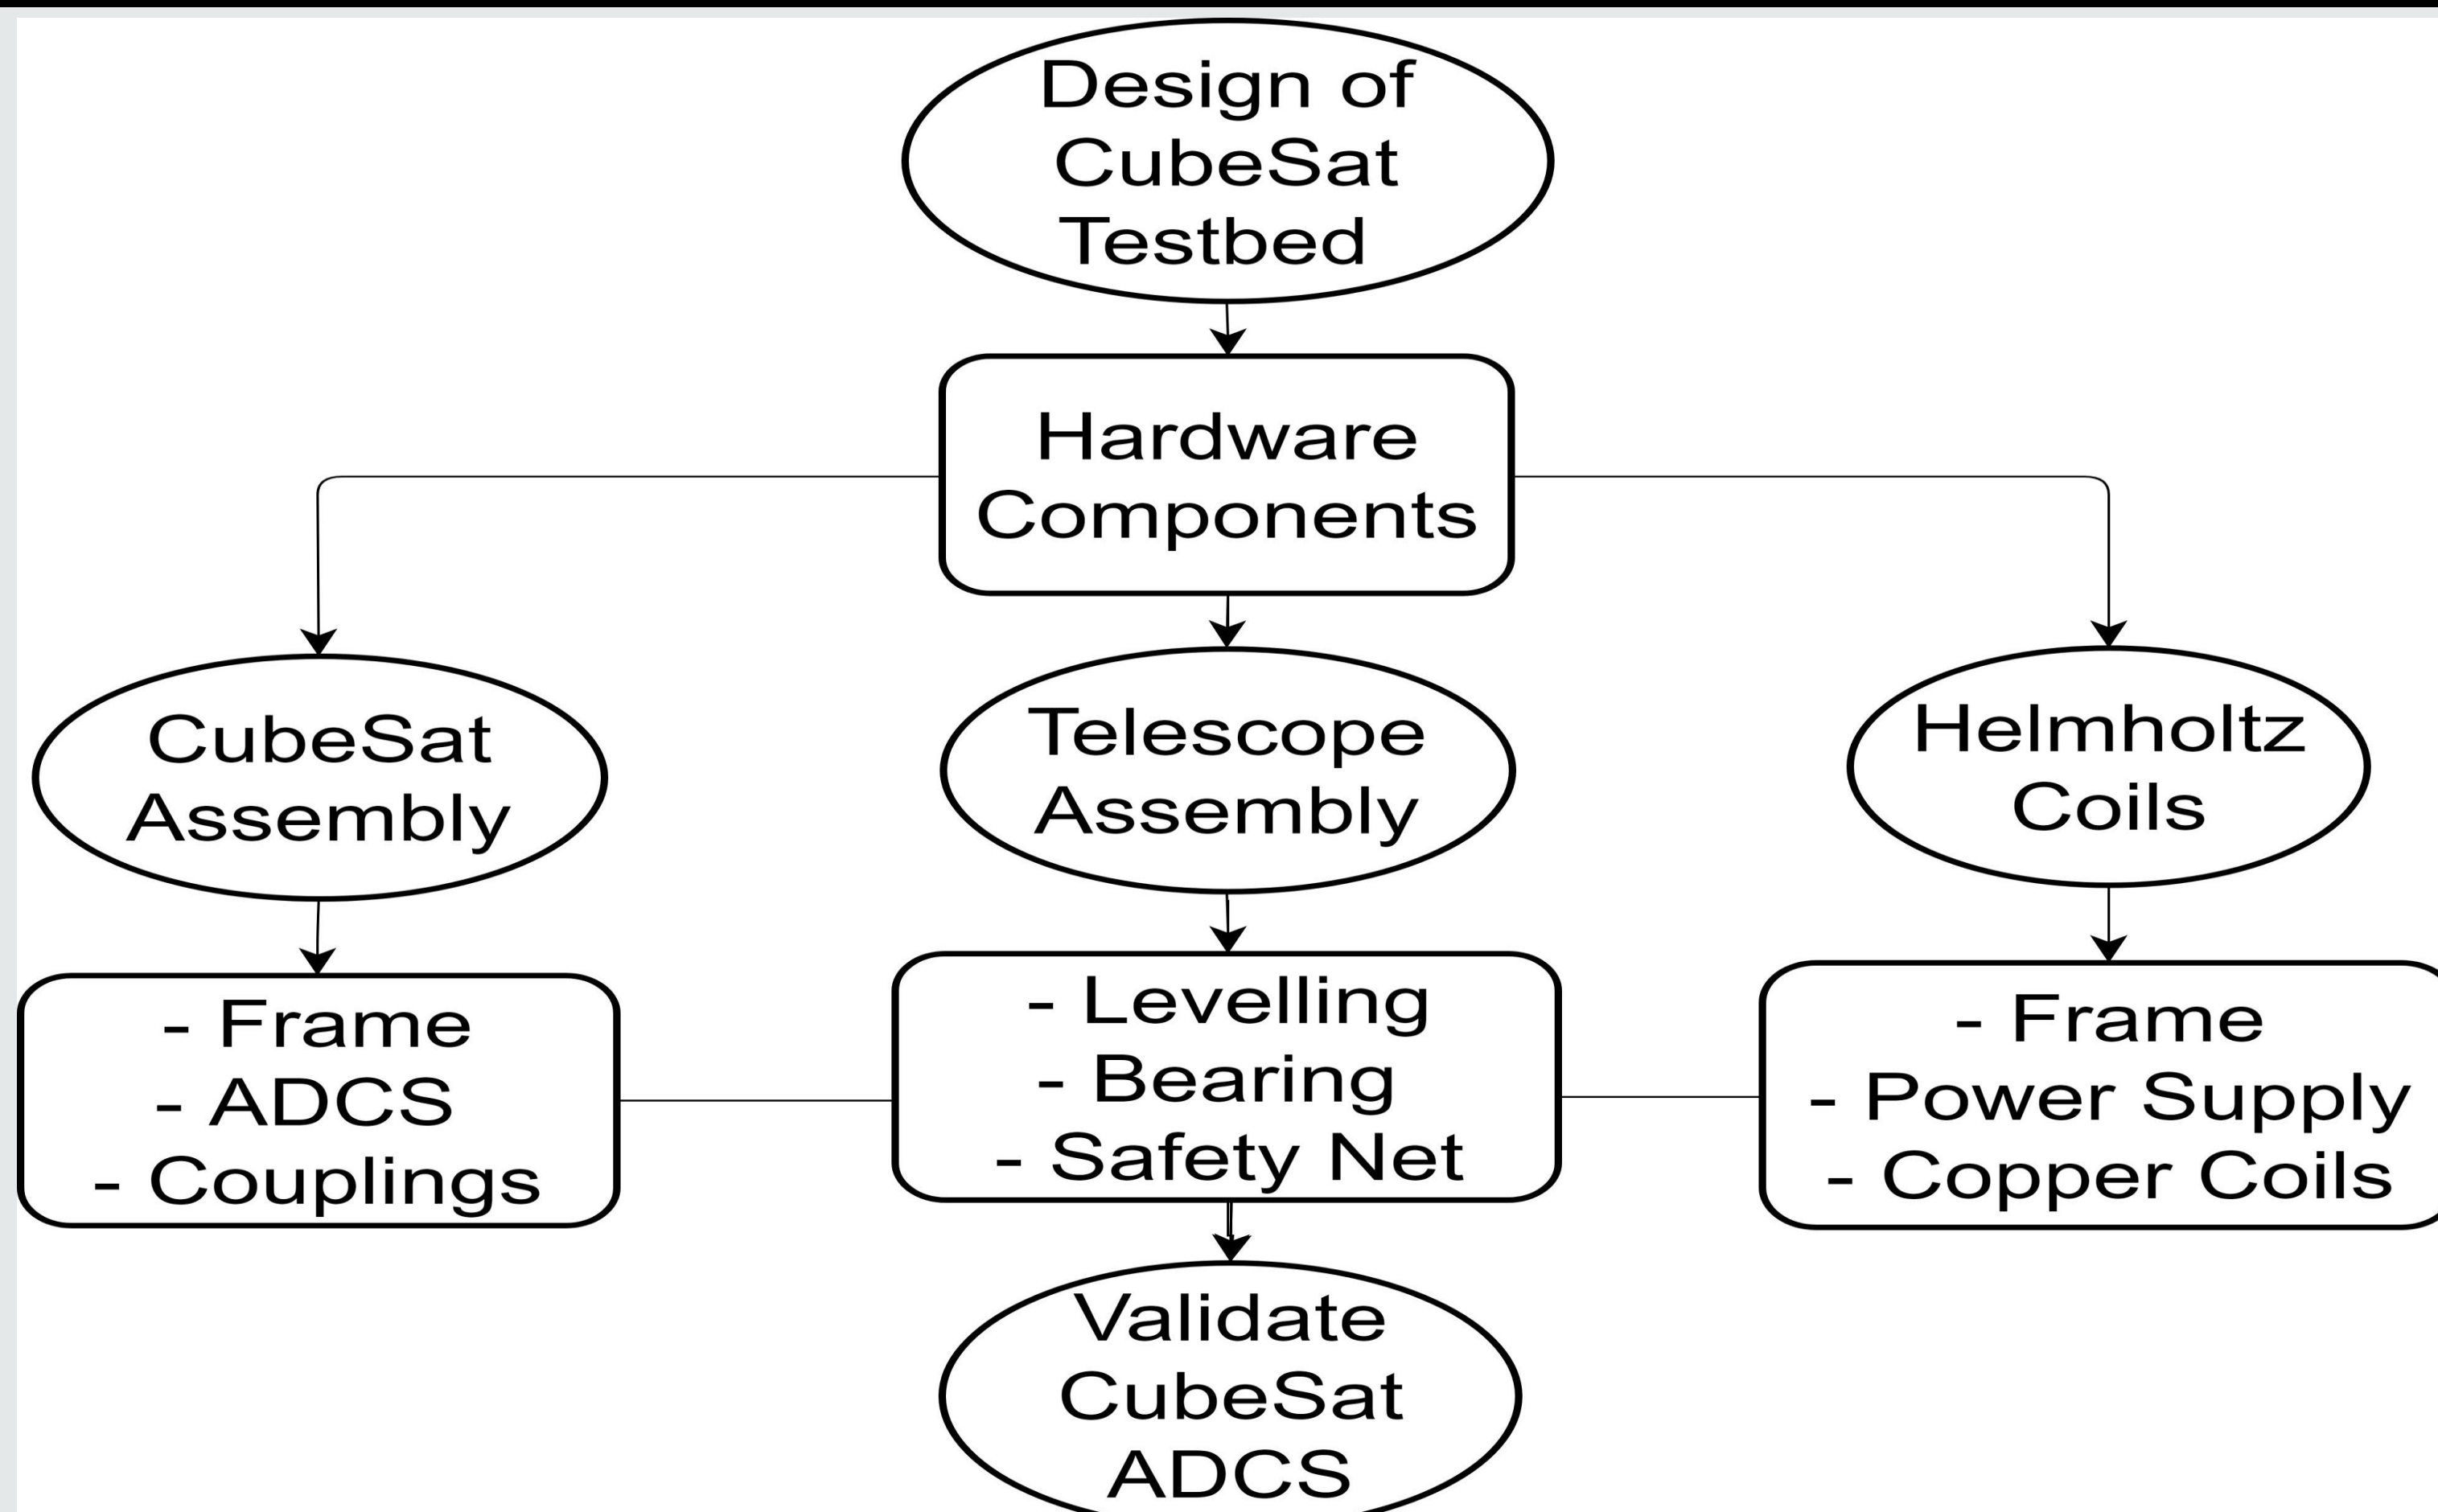 Design of
CubeSat
Testbed
Hardware
Components
CubeSat
Assembly
Telescope
Assembly
Helmholtz
Coils
- Frame
- ADCS
- Couplings
- Levelling
- Bearing
- Safety Net
- Frame
- Power Supply
- Copper Coils
Validate
CubeSat
ADCS